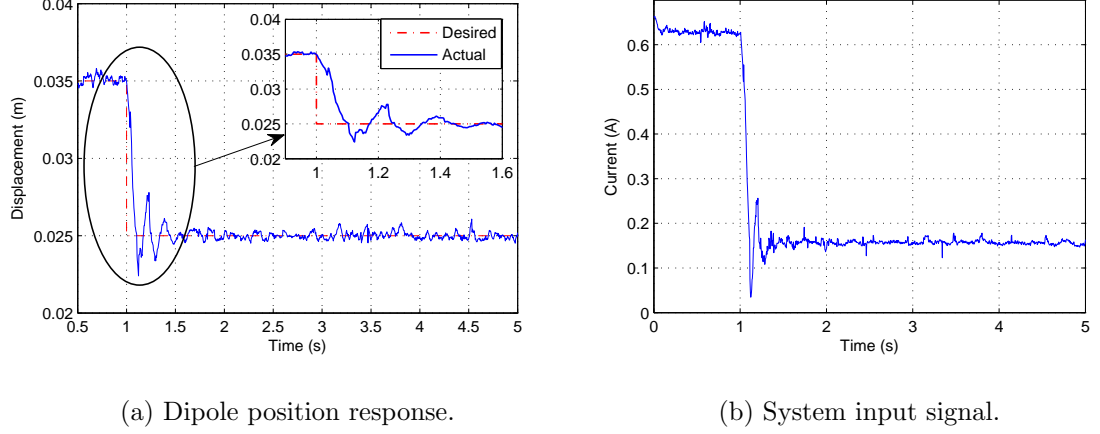 0.04
0.035
0.03
0.025
0.02
Displacement (m)
0.5 1 1.5 2 2.5 3 3.5 4 4.5 5
Time (s)
0.04
0.035
0.03
0.025
0.02
1 1.2 1.4 1.6
Desired
Actual
(a) Dipole position response.
0.6
0.5
0.4
0.3
0.2
0.1
0
Current (A)
0 1 2 3 4 5
Time (s)
(b) System input signal.